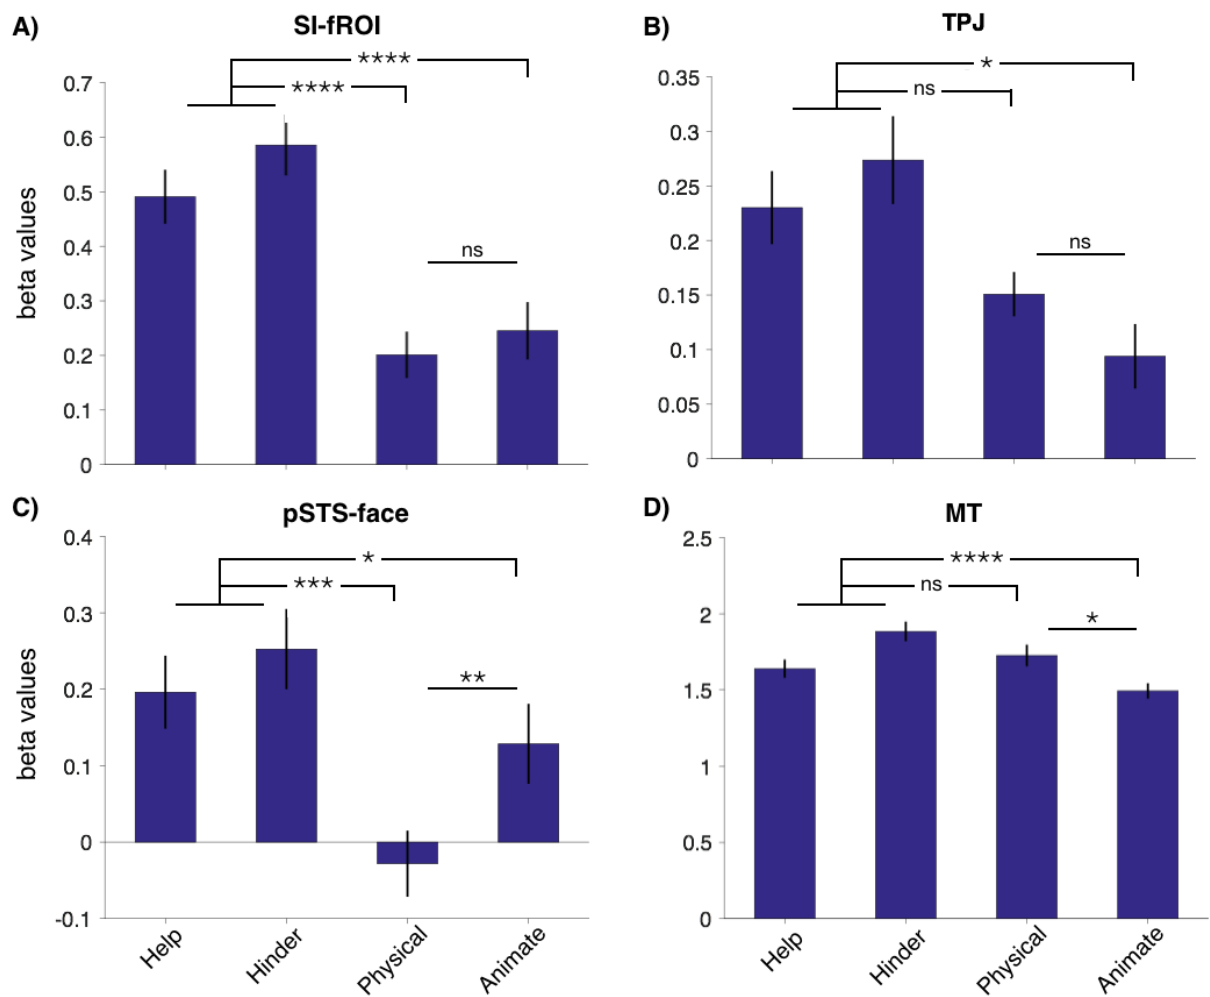 A)
SI-fROI
****
****
ns
beta values
0.7
0.6
0.5
0.4
0.3
0.2
0.1
0
B)
TPJ
*
ns
ns
0.35
0.3
0.25
0.2
0.15
0.1
0.05
0
C)
pSTS-face
*
***
**
beta values
0.4
0.3
0.2
0.1
0
-0.1
Help
Hinder
Physical
Animate
D)
MT
****
ns
*
2.5
2
1.5
1
0.5
0
Help
Hinder
Physical
Animate